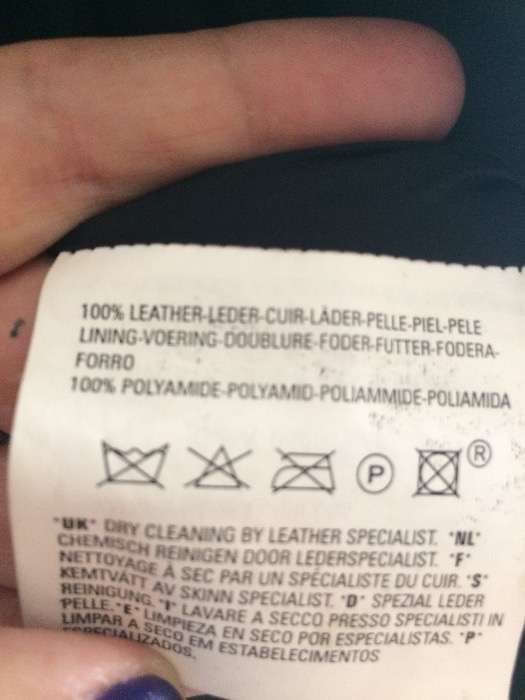 100% LEATHER-LEDER-CUIR-LÄDER-PELLE-PIEL-PELE
LINING-VOERING-DOUBLURE-FODER-FUTTER-FODERA-
FORRO
100% POLYAMIDE-POLYAMID-POLIAMMIDE-POLIAMIDA
P ®
"UK" DRY CLEANING BY LEATHER SPECIALIST. "NL"
CHEMISCH REINIGEN DOOR LEDERSPECIALIST. "F"
NETTOYAGE À SEC PAR UN SPÉCIALISTE DU CUIR. "S"
KEMTVÄTT AV SKINN SPECIALIST. "D" SPEZIAL LEDER
REINIGUNG. "I" LAVARE A SECCO PRESSO SPECIALISTI IN
PELLE. "E" LIMPIEZA EN SECO POR ESPECIALISTAS. "P"
LIMPAR A SECO EM ESTABELECIMENTOS
ESPECIALIZADOS.